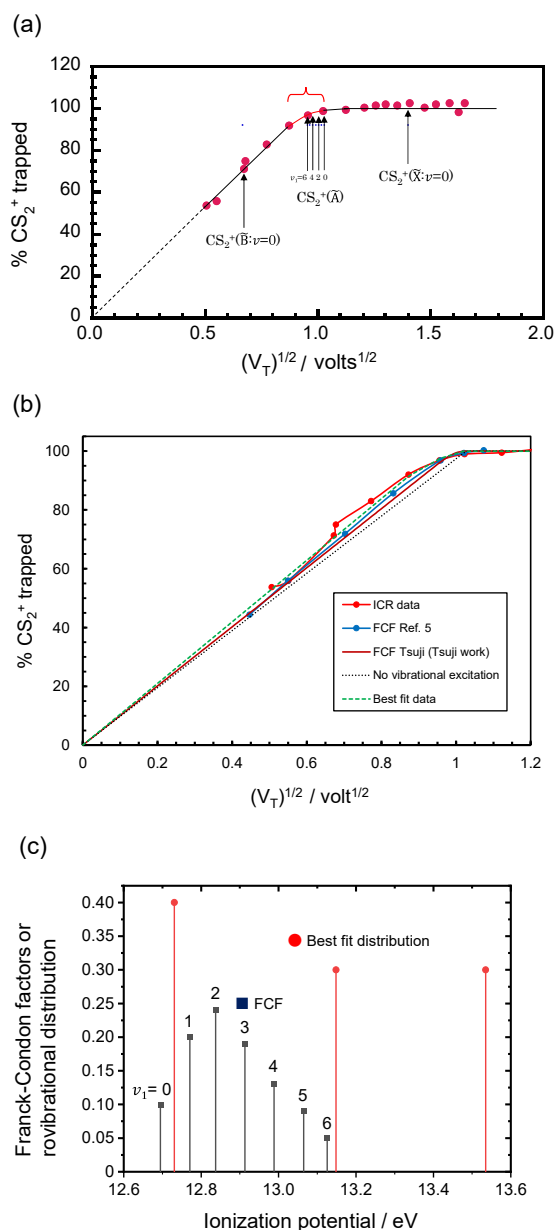 (a)
120
100
80
60
40
20
0
% CS₂⁺ trapped
v₁=6 4 2 0
CS₂⁺(Ã)
CS₂⁺(X̃:v=0)
CS₂⁺(B̃:v=0)
0.0 0.5 1.0 1.5 2.0
(V_T)^1/2 / volts^1/2
(b)
100
80
60
40
20
0
% CS₂⁺ trapped
ICR data
FCF Ref. 5
FCF Tsuji (Tsuji work)
No vibrational excitation
Best fit data
0 0.2 0.4 0.6 0.8 1 1.2
(V_T)^1/2 / volt^1/2
(c)
0.40
0.35
0.30
0.25
0.20
0.15
0.10
0.05
0
Franck-Condon factors or
rovibrational distribution
Best fit distribution
FCF
v₁= 0
1
2
3
4
5
6
12.6 12.8 13.0 13.2 13.4 13.6
Ionization potential / eV